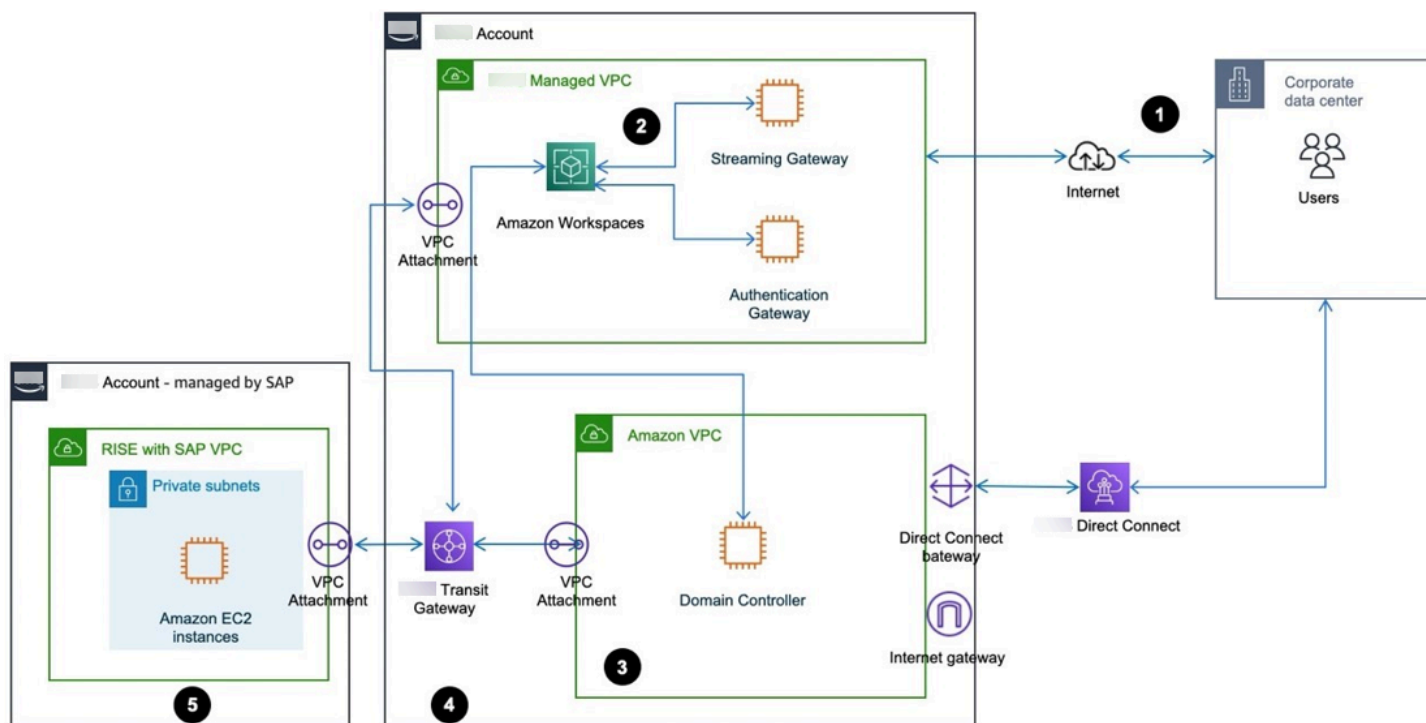 Account
Managed VPC
2
Streaming Gateway
Amazon Workspaces
VPC
Attachment
Authentication
Gateway
1
Internet
Corporate
data center
Users
Account - managed by SAP
RISE with SAP VPC
Private subnets
Amazon EC2
instances
VPC
Attachment
5
Transit
Gateway
4
VPC
Attachment
Amazon VPC
Domain Controller
3
Direct Connect
bateway
Direct Connect
Internet gateway